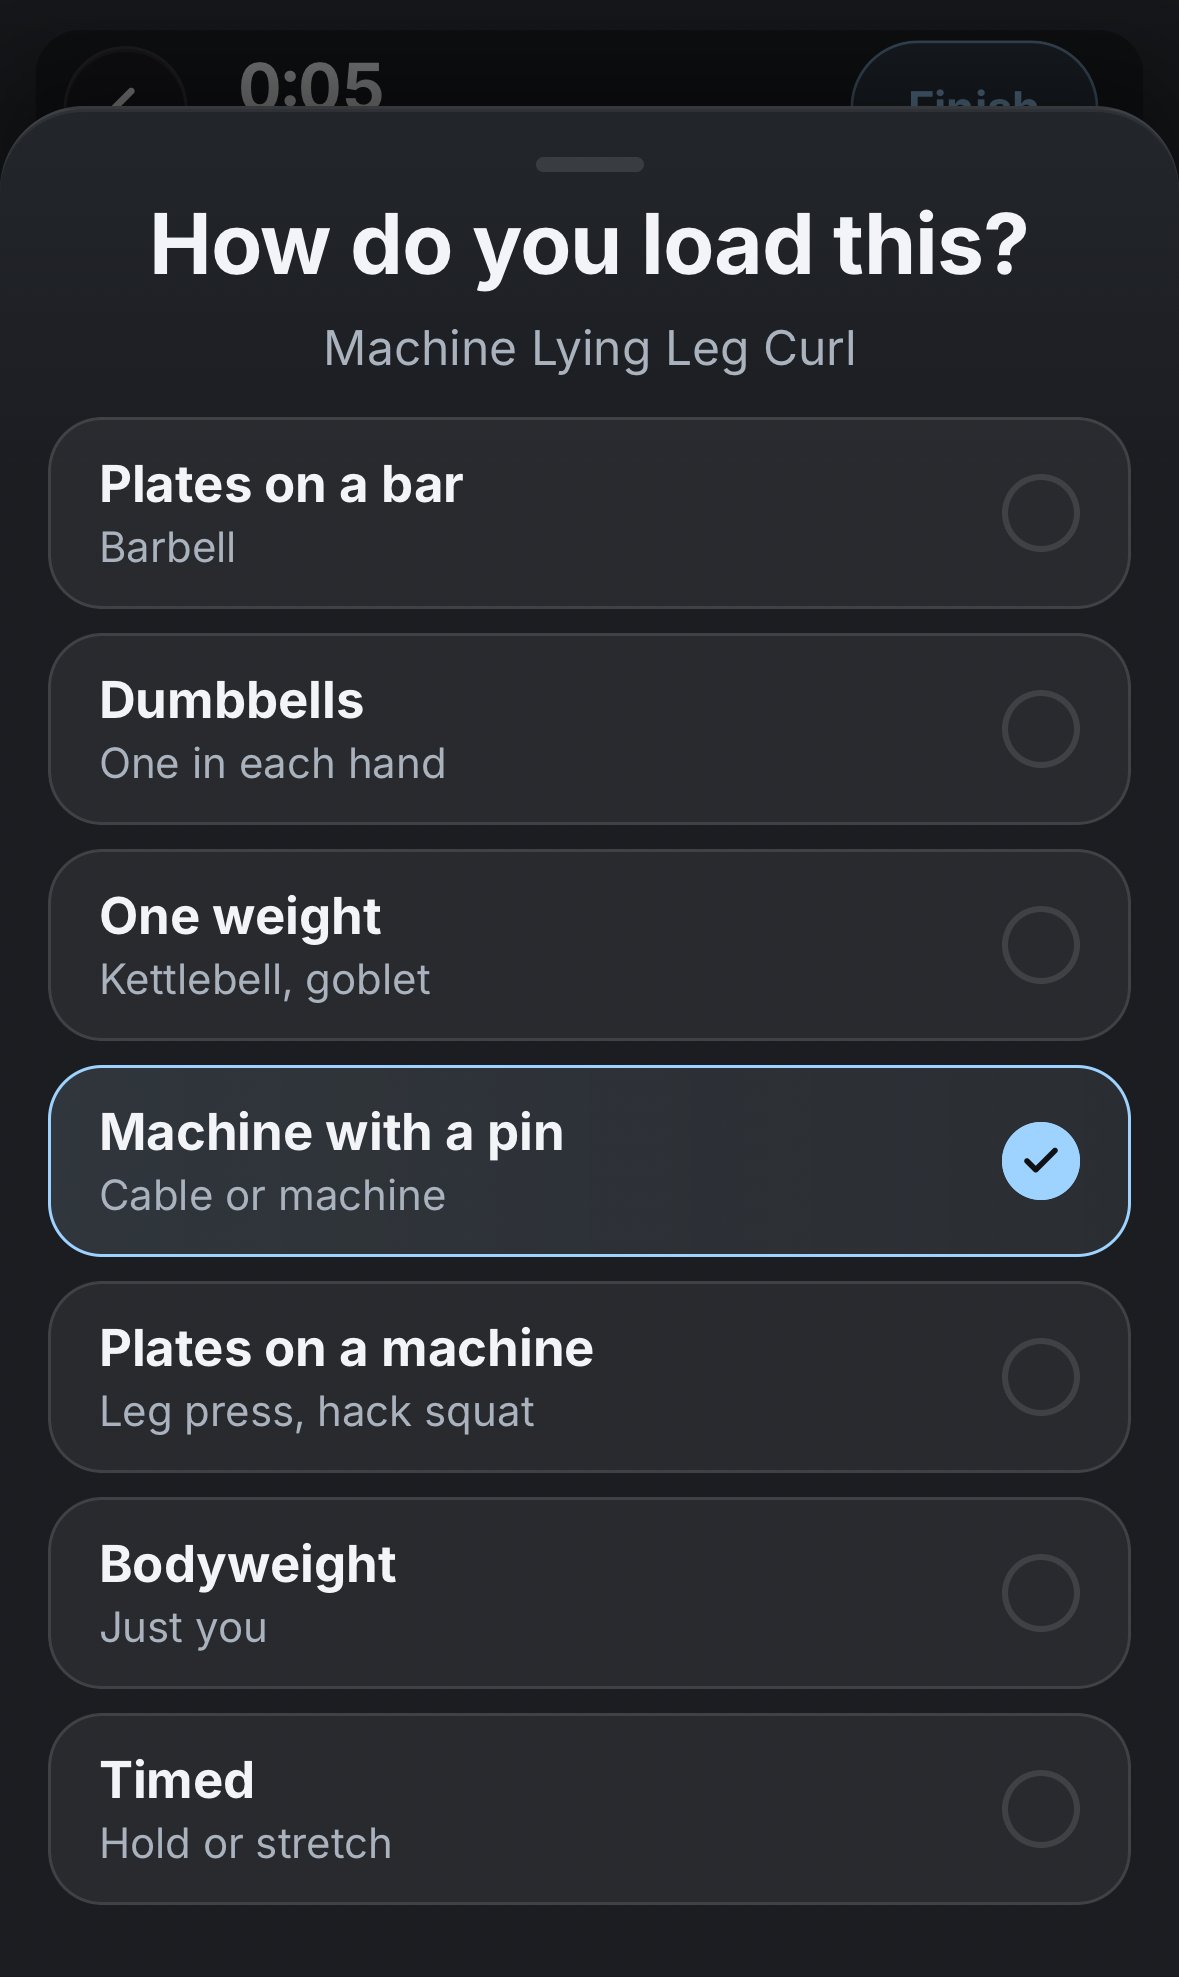 0:05
Finish
How do you load this?
Machine Lying Leg Curl
Plates on a bar
Barbell
Dumbbells
One in each hand
One weight
Kettlebell, goblet
Machine with a pin
Cable or machine
Plates on a machine
Leg press, hack squat
Bodyweight
Just you
Timed
Hold or stretch